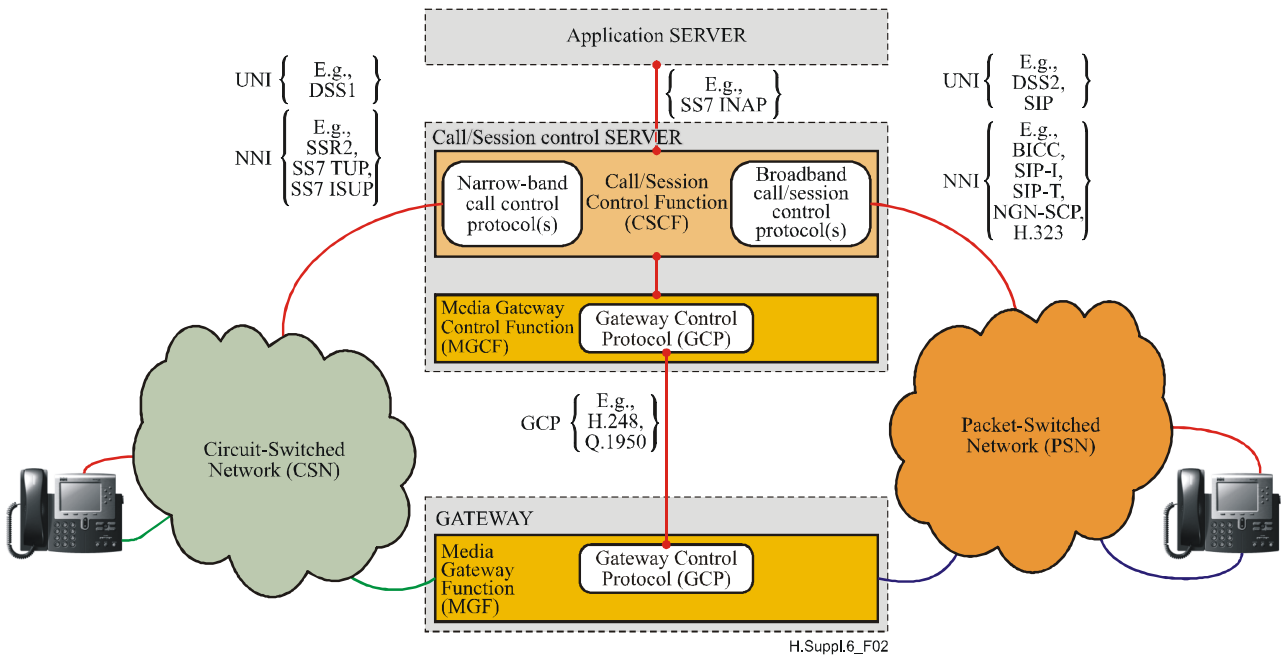 Application SERVER
UNI
E.g.,
DSS1
NNI
E.g.,
SSR2,
SS7 TUP,
SS7 ISUP
E.g.,
SS7 INAP
UNI
E.g.,
DSS2,
SIP
NNI
E.g.,
BICC,
SIP-I,
SIP-T,
NGN-SCP,
H.323
Call/Session control SERVER
Narrow-band
call control
protocol(s)
Call/Session
Control Function
(CSCF)
Broadband
call/session
control
protocol(s)
Media Gateway
Control Function
(MGCF)
Gateway Control
Protocol (GCP)
GCP
E.g.,
H.248,
Q.1950
Circuit-Switched
Network (CSN)
Packet-Switched
Network (PSN)
GATEWAY
Media
Gateway
Function
(MGF)
Gateway Control
Protocol (GCP)
H.Suppl.6_F02